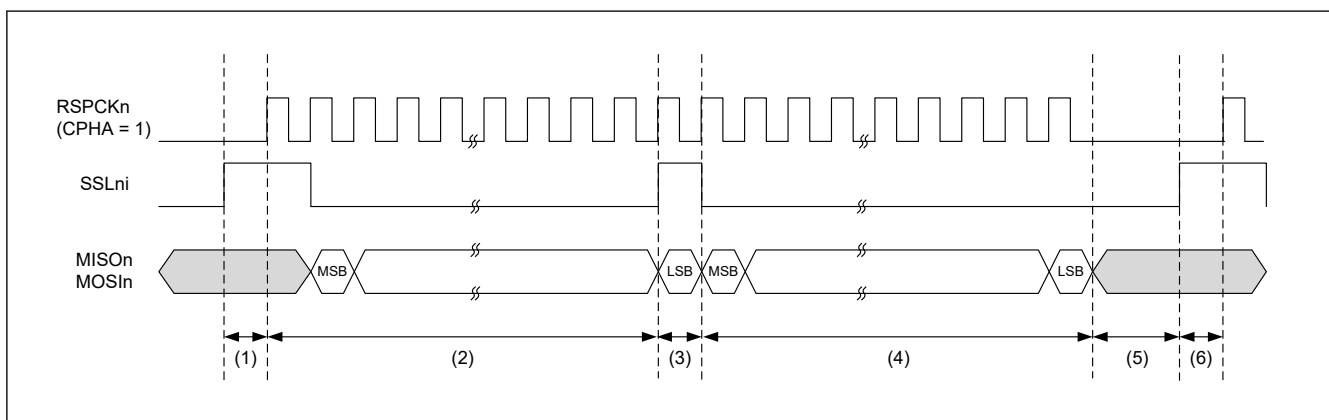 RSPCKn
(CPHA = 1)
SSLni
MISOn
MOSIn
MSB
LSB
MSB
LSB
(1)
(2)
(3)
(4)
(5)
(6)